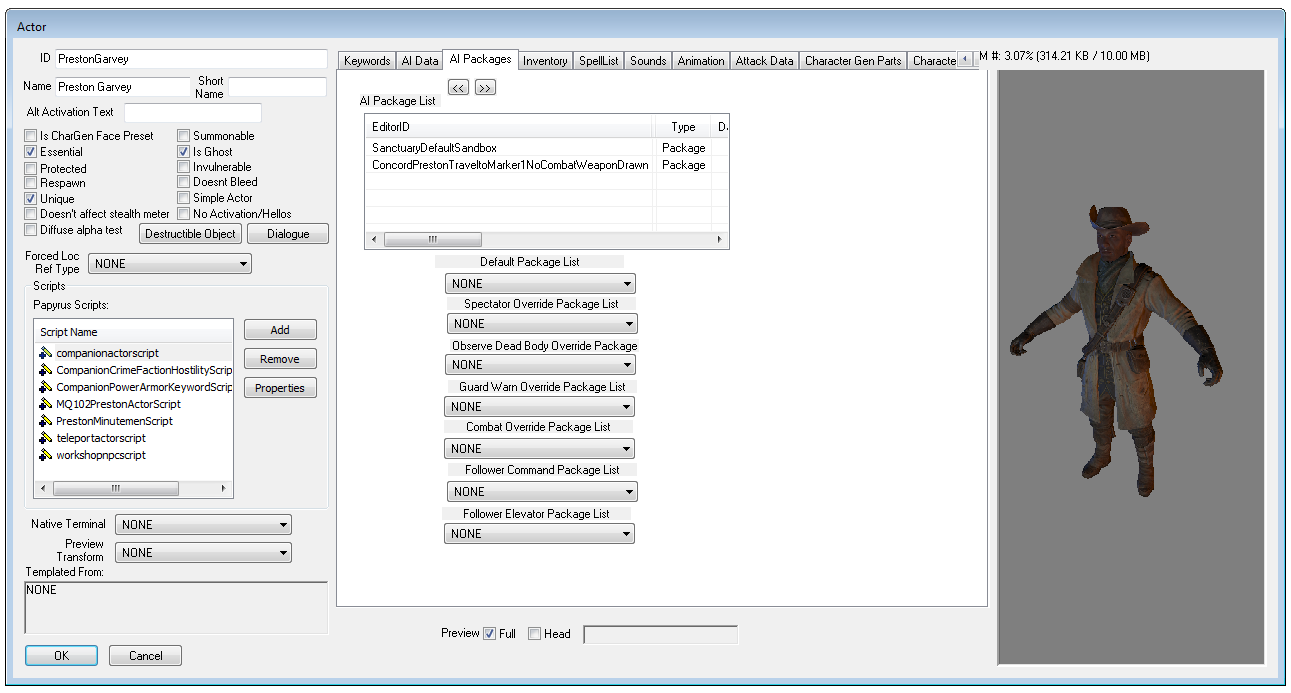 Actor
ID PrestonGarvey
Name Preston Garvey Short Name
Alt Activation Text
Is CharGen Face Preset Summonable
Essential Is Ghost
Protected Invulnerable
Respawn Doesnt Bleed
Unique Simple Actor
Doesn't affect stealth meter No Activation/Hellos
Diffuse alpha test Destructible Object Dialogue
Forced Loc Ref Type NONE
Scripts
Papyrus Scripts:
Script Name
companionactorscript
CompanionCrimeFactionHostilityScrip
CompanionPowerArmorKeywordScrip
MQ102PrestonActorScript
PrestonMinutemenScript
teleportactorscript
workshopnpcscript
Add
Remove
Properties
Native Terminal NONE
Preview Transform NONE
Templated From:
NONE
OK Cancel
Keywords AI Data AI Packages Inventory SpellList Sounds Animation Attack Data Character Gen Parts Characte
M #: 3.07% (314.21 KB / 10.00 MB)
<< >>
AI Package List
EditorID Type D
SanctuaryDefaultSandbox Package
ConcordPrestonTraveltoMarker1NoCombatWeaponDrawn Package
Default Package List
NONE
Spectator Override Package List
NONE
Observe Dead Body Override Package
NONE
Guard Warn Override Package List
NONE
Combat Override Package List
NONE
Follower Command Package List
NONE
Follower Elevator Package List
NONE
Preview Full Head